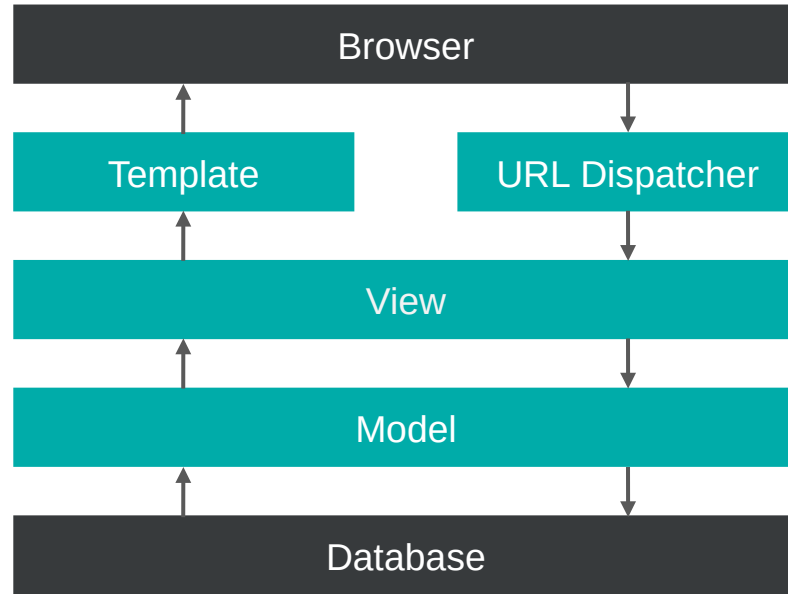 Browser
Template
URL Dispatcher
View
Model
Database